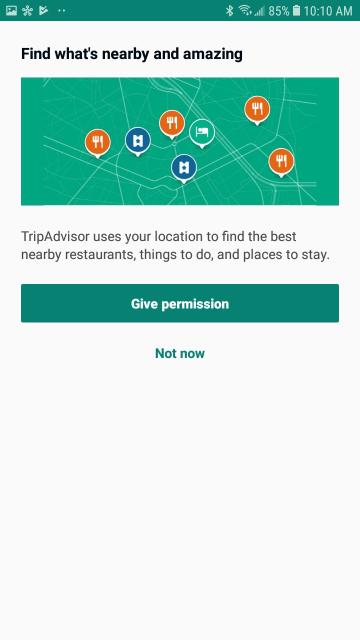 85% 10:10 AM
Find what's nearby and amazing
TripAdvisor uses your location to find the best
nearby restaurants, things to do, and places to stay.
Give permission
Not now